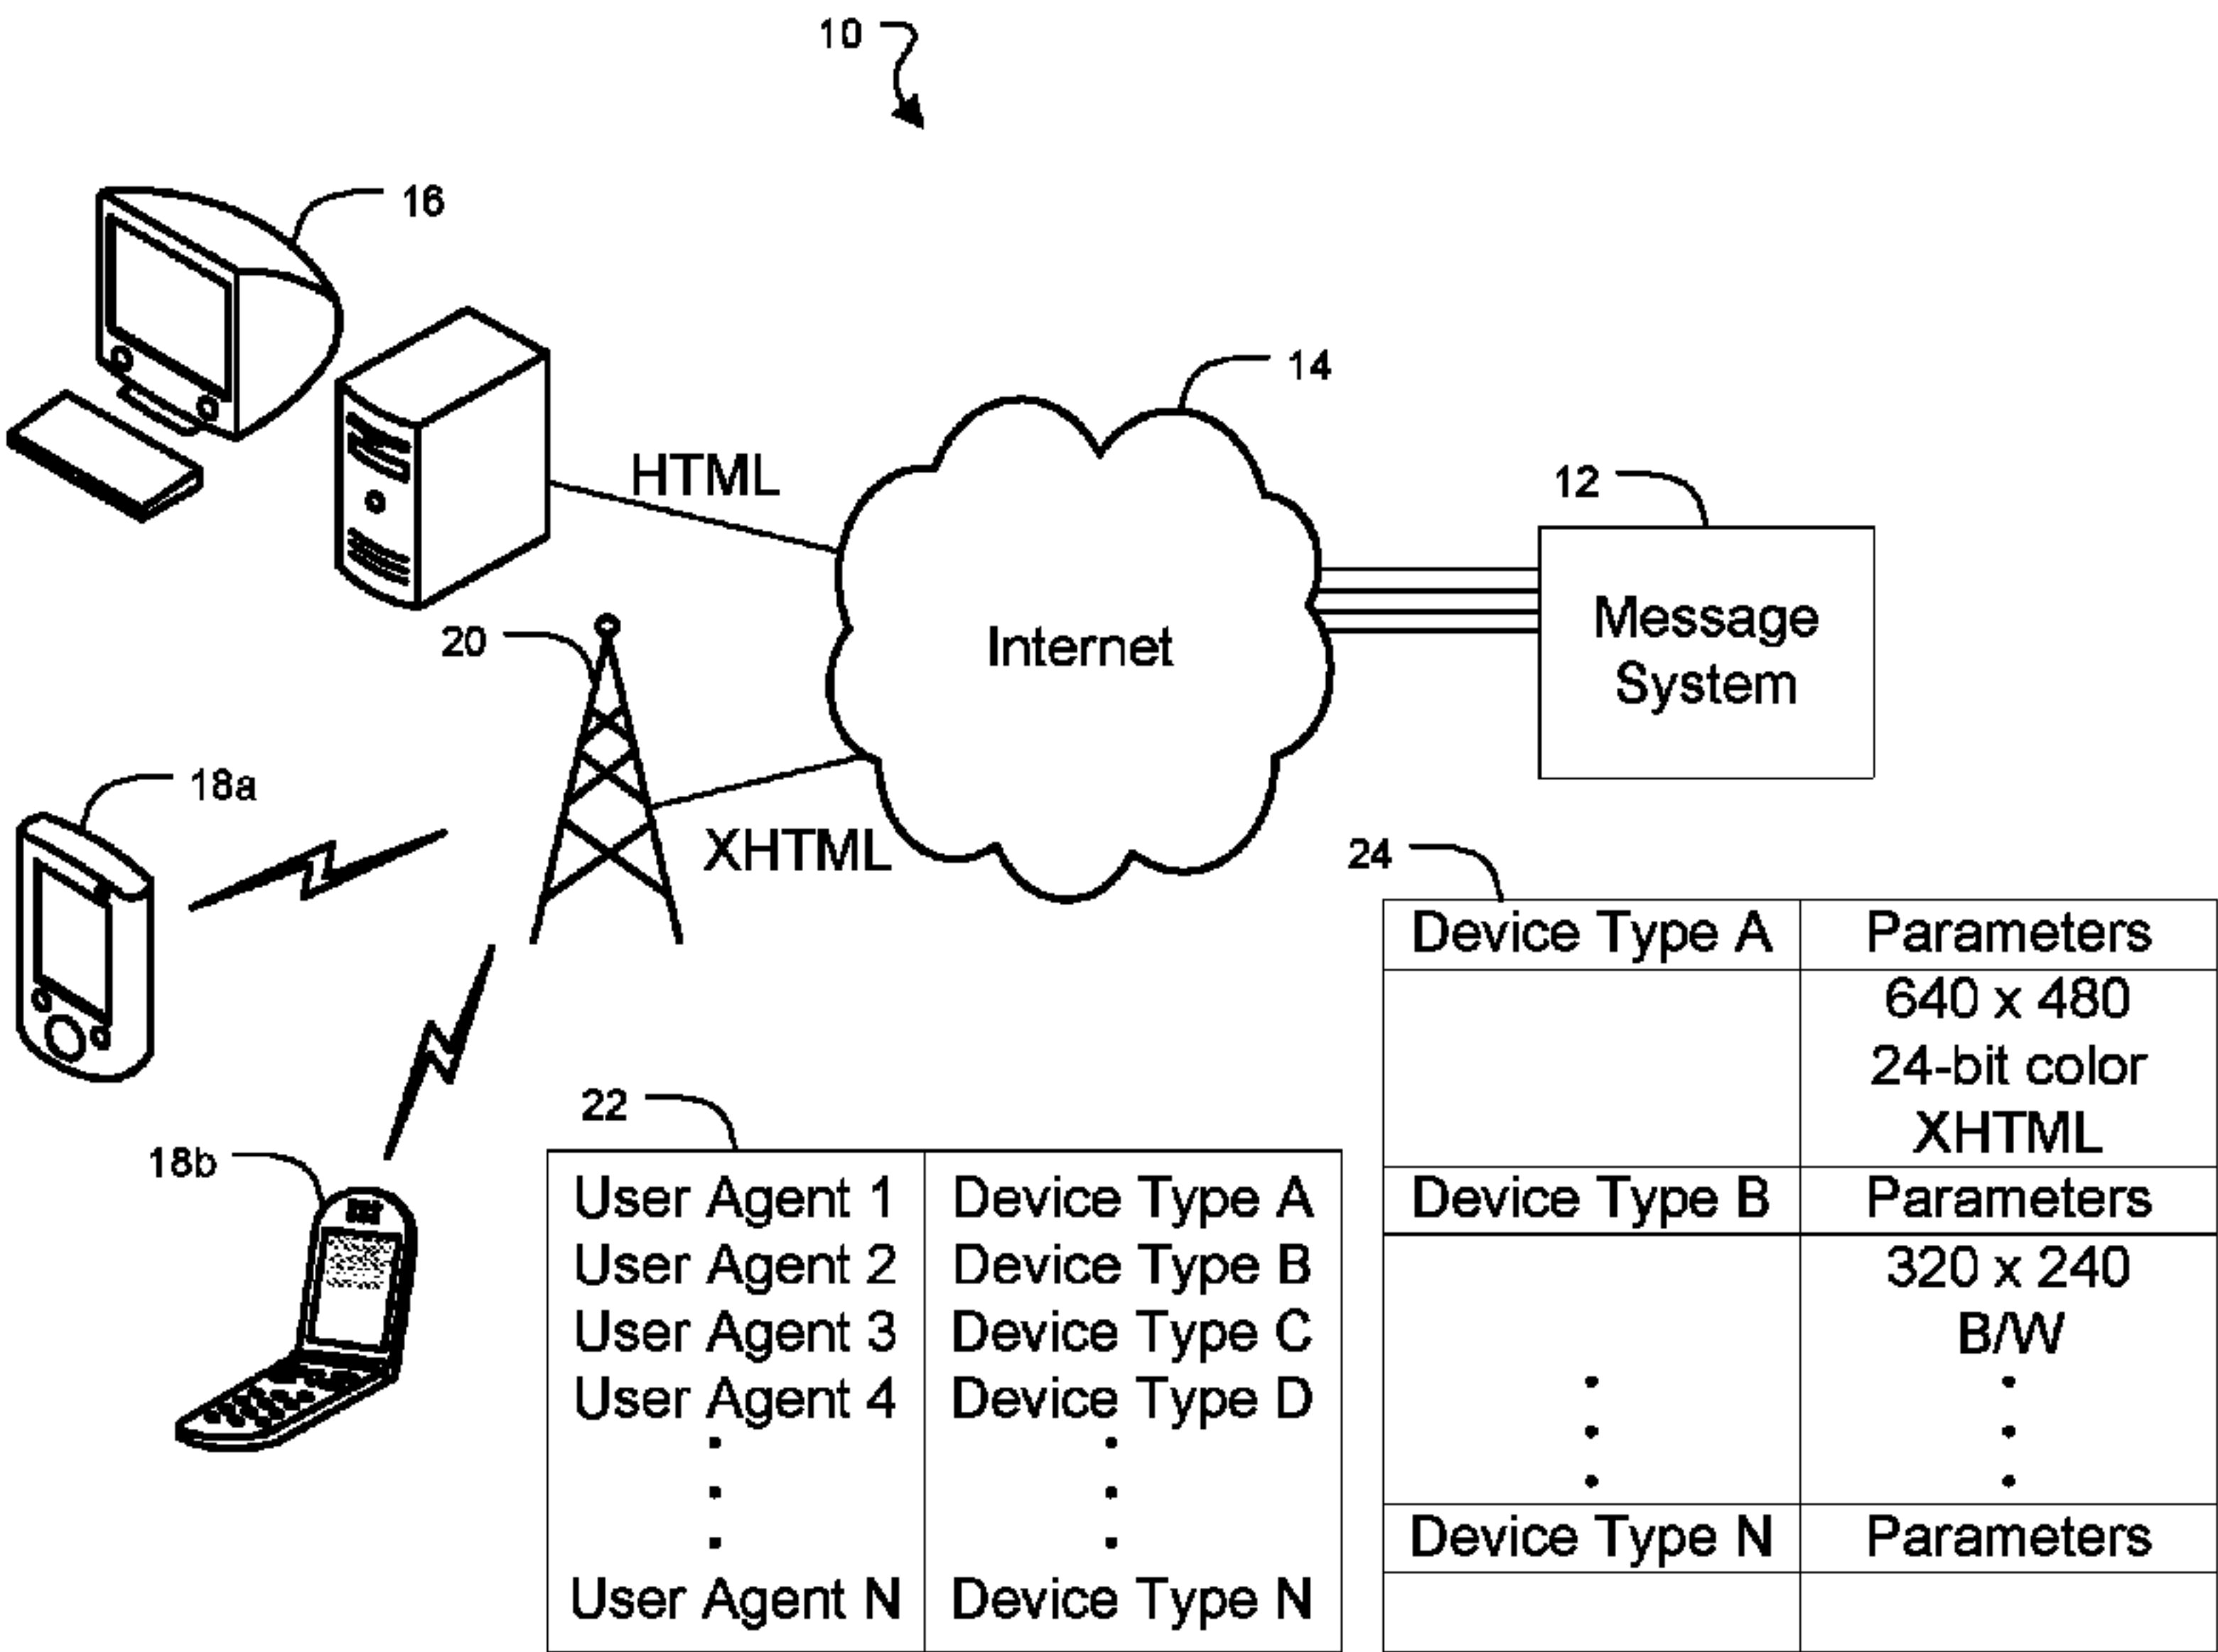 10
16
14
HTML
12
20
Internet
Message
System
18a
XHTML
24
Device Type A Parameters
640 x 480
24-bit color
XHTML
Device Type B Parameters
320 x 240
B/W
Device Type N Parameters
22
18b
User Agent 1 Device Type A
User Agent 2 Device Type B
User Agent 3 Device Type C
User Agent 4 Device Type D
User Agent N Device Type N